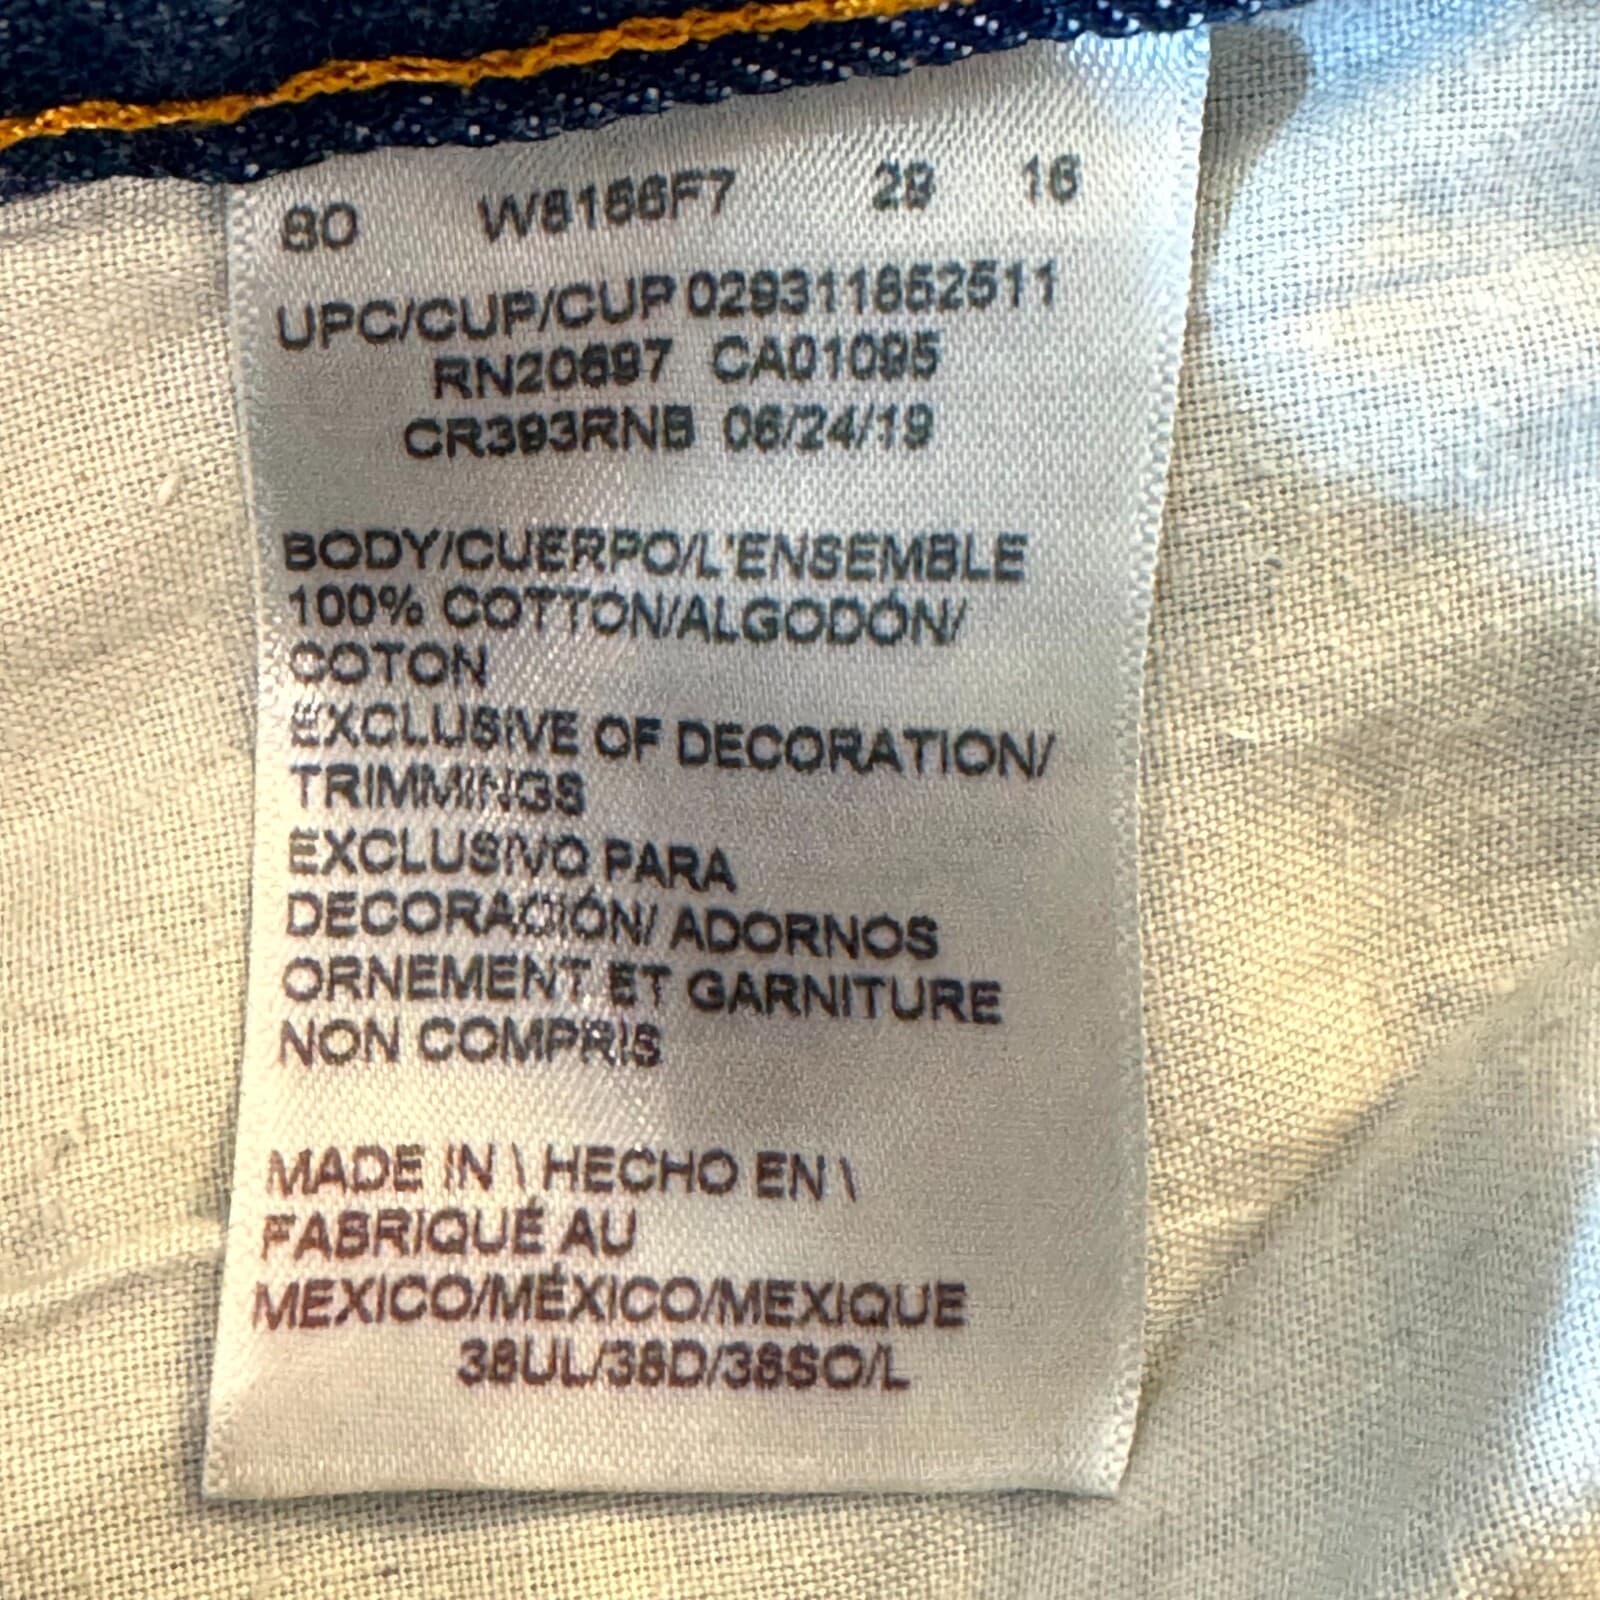 80 W8186F7 29 16
UPC/CUP/CUP 029311852511
RN20697 CA01095
CR393RNB 06/24/19
BODY/CUERPO/L'ENSEMBLE
100% COTTON/ALGODÓN/
COTON
EXCLUSIVE OF DECORATION/
TRIMMINGS
EXCLUSIVO PARA
DECORACIÓN/ ADORNOS
ORNEMENT ET GARNITURE
NON COMPRIS
MADE IN \ HECHO EN \
FABRIQUÉ AU
MEXICO/MÉXICO/MEXIQUE
38UL/38D/38SO/L